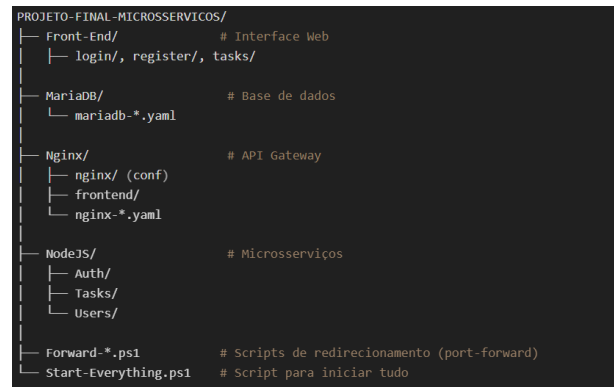 PROJETO-FINAL-MICROSSERVICOS/
├── Front-End/                # Interface Web
│   ├── login/, register/, tasks/
│
├── MariaDB/                  # Base de dados
│   └── mariadb-*.yaml
│
├── Nginx/                    # API Gateway
│   ├── nginx/ (conf)
│   ├── frontend/
│   └── nginx-*.yaml
│
├── NodeJS/                   # Microsserviços
│   ├── Auth/
│   ├── Tasks/
│   └── Users/
│
├── Forward-*.ps1            # Scripts de redirecionamento (port-forward)
└── Start-Everything.ps1     # Script para iniciar tudo